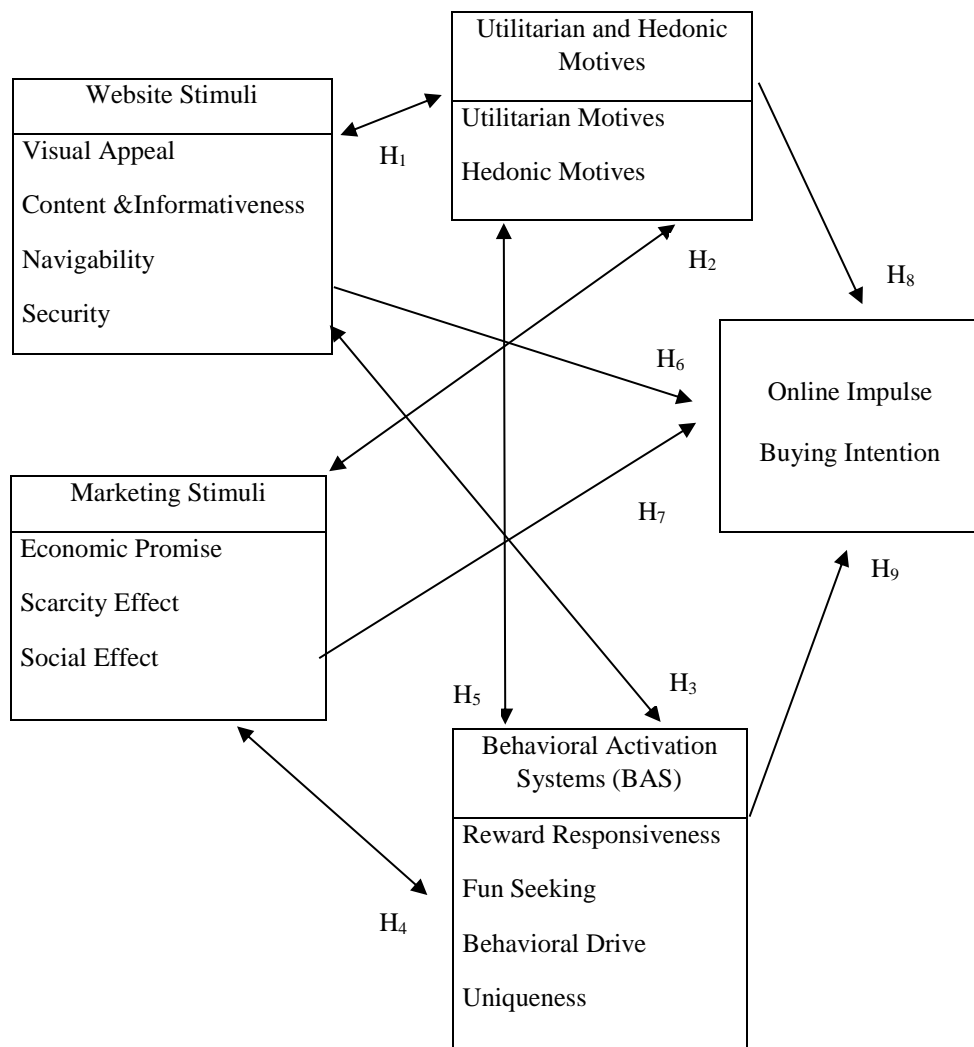 Utilitarian and Hedonic
Motives
Utilitarian Motives
Hedonic Motives
Website Stimuli
Visual Appeal
Content &Informativeness
Navigability
Security
H₁
H₂
H₈
H₆
Online Impulse
Buying Intention
Marketing Stimuli
Economic Promise
Scarcity Effect
Social Effect
H₇
H₉
H₅
H₃
Behavioral Activation
Systems (BAS)
Reward Responsiveness
Fun Seeking
Behavioral Drive
Uniqueness
H₄